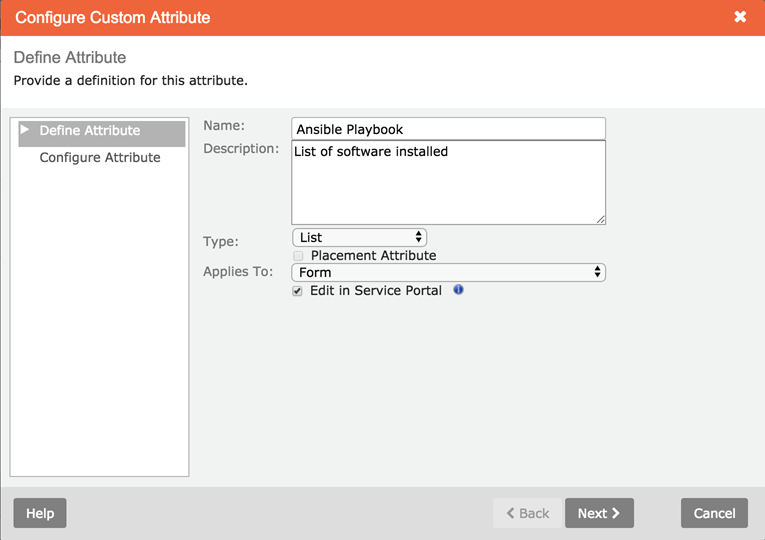 Configure Custom Attribute
Define Attribute
Provide a definition for this attribute.
Define Attribute
Configure Attribute
Name:
Ansible Playbook
Description:
List of software installed
Type:
List
Placement Attribute
Applies To:
Form
Edit in Service Portal
Help
Back
Next
Cancel